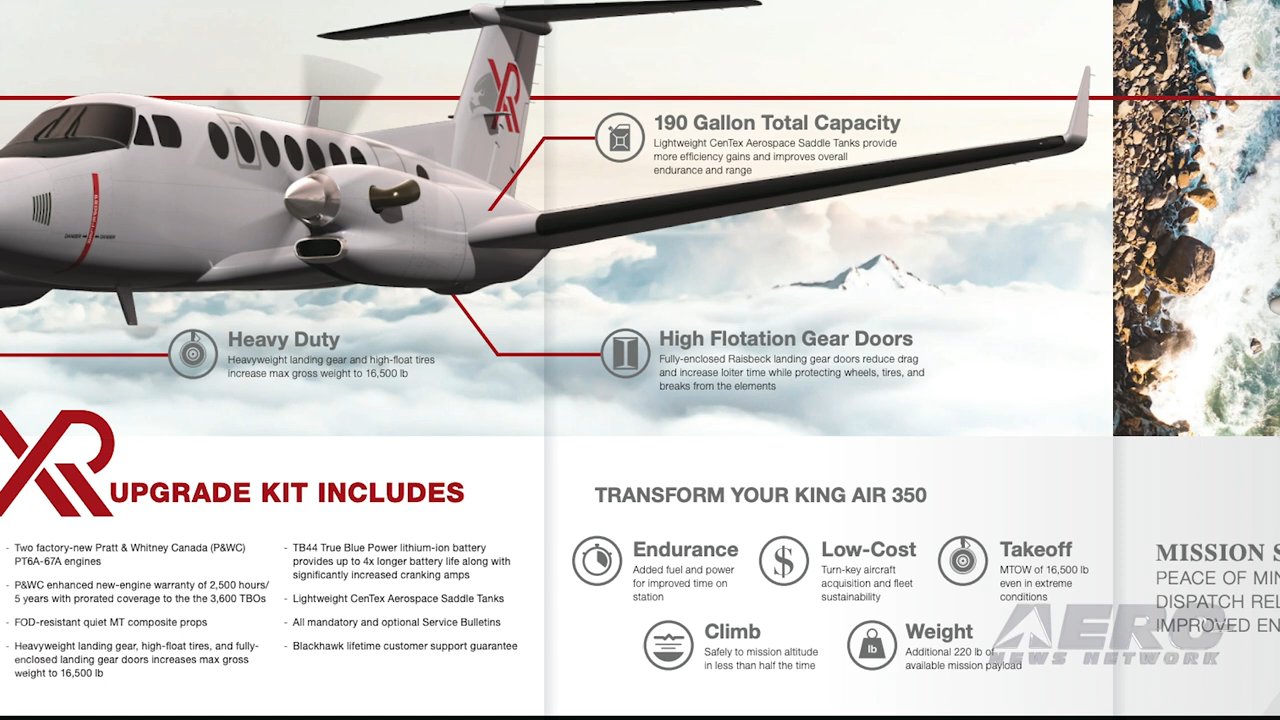 XR
190 Gallon Total Capacity
Lightweight CenTex Aerospace Saddle Tanks provide
more efficiency gains and improves overall
endurance and range
DANGER
DANGER
Heavy Duty
Heavyweight landing gear and high-float tires
increase max gross weight to 16,500 lb
High Flotation Gear Doors
Fully-enclosed Raisbeck landing gear doors reduce drag
and increase loiter time while protecting wheels, tires, and
breaks from the elements
XR UPGRADE KIT INCLUDES
- Two factory-new Pratt & Whitney Canada (P&WC)
PT6A-67A engines
- P&WC enhanced new-engine warranty of 2,500 hours/
5 years with prorated coverage to the the 3,600 TBOs
- FOD-resistant quiet MT composite props
- Heavyweight landing gear, high-float tires, and fully-
enclosed landing gear doors increases max gross
weight to 16,500 lb
- TB44 True Blue Power lithium-ion battery
provides up to 4x longer battery life along with
significantly increased cranking amps
- Lightweight CenTex Aerospace Saddle Tanks
- All mandatory and optional Service Bulletins
- Blackhawk lifetime customer support guarantee
TRANSFORM YOUR KING AIR 350
Endurance
Added fuel and power
for improved time on
station
$
Low-Cost
Turn-key aircraft
acquisition and fleet
sustainability
Takeoff
MTOW of 16,500 lb
even in extreme
conditions
Climb
Safely to mission altitude
in less than half the time
lb
Weight
Additional 220 lb of
available mission payload
MISSION S
PEACE OF MIN
DISPATCH REL
IMPROVED EN
AERO
NEWS NETWORK